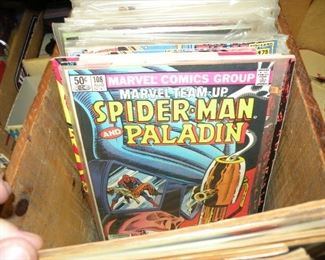 50¢
108
MARVEL COMICS GROUP
MARVEL TEAM-UP
SPIDER-MAN
AND PALADIN